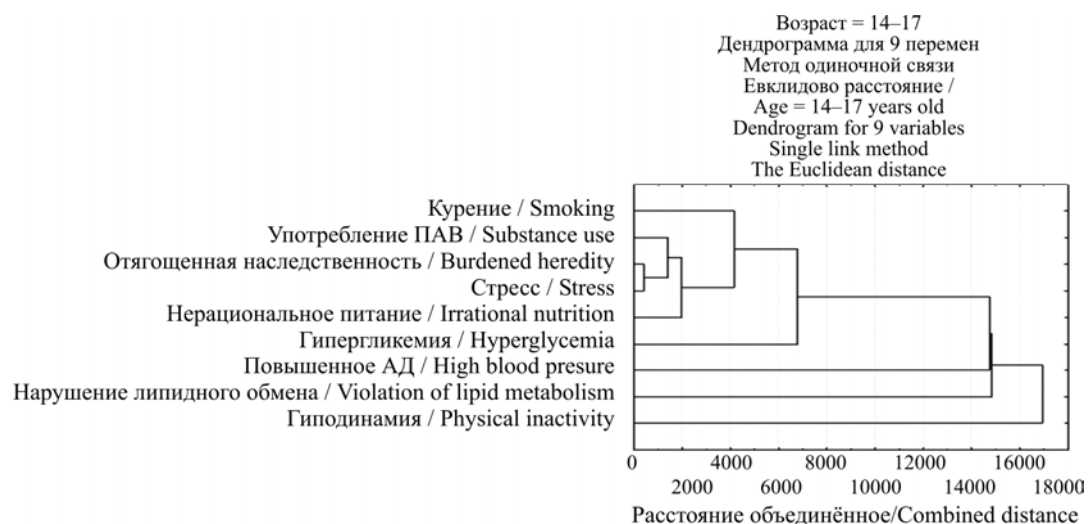 Возраст = 14–17
Дендрограмма для 9 перемен
Метод одиночной связи
Евклидово расстояние /
Age = 14–17 years old
Dendrogram for 9 variables
Single link method
The Euclidean distance
Курение / Smoking
Употребление ПАВ / Substance use
Отягощенная наследственность / Burdened heredity
Стресс / Stress
Нерациональное питание / Irrational nutrition
Гипергликемия / Hyperglycemia
Повышенное АД / High blood presure
Нарушение липидного обмена / Violation of lipid metabolism
Гиподинамия / Physical inactivity
0 4000 8000 12000 16000
2000 6000 10000 14000 18000
Расстояние объединённое/Combined distance